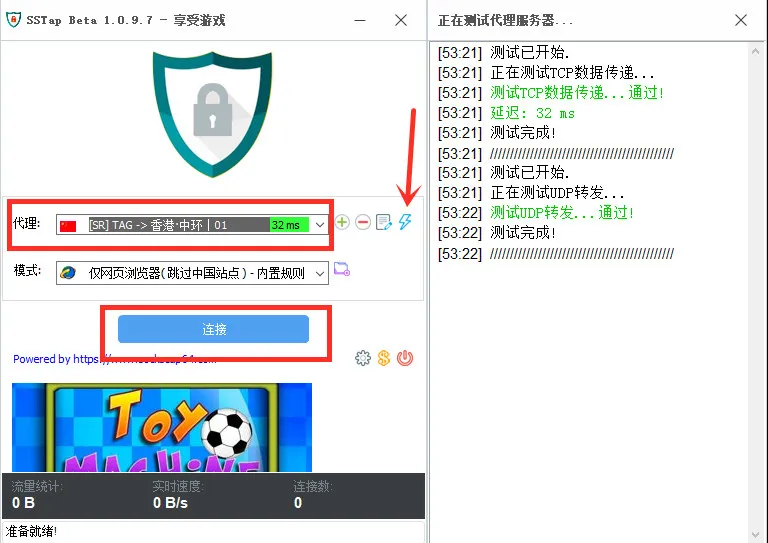 SSTap Beta 1.0.9.7 - 享受游戏
代理:
[SR] TAG -> 香港·中环 | 01
32 ms
模式:
仅网页浏览器(跳过中国站点) - 内置规则
连接
Powered by https:/
Toy
MACHINE
流量统计:
实时速度:
连接数:
0 B
0 B/s
0
准备就绪!
正在测试代理服务器...
[53:21] 测试已开始.
[53:21] 正在测试TCP数据传递...
[53:21] 测试TCP数据传递...通过!
[53:21] 延迟: 32 ms
[53:21] 测试完成!
[53:21] //////////////////////////////////////////////
[53:21] 测试已开始.
[53:21] 正在测试UDP转发...
[53:22] 测试UDP转发...通过!
[53:22] 测试完成!
[53:22] //////////////////////////////////////////////